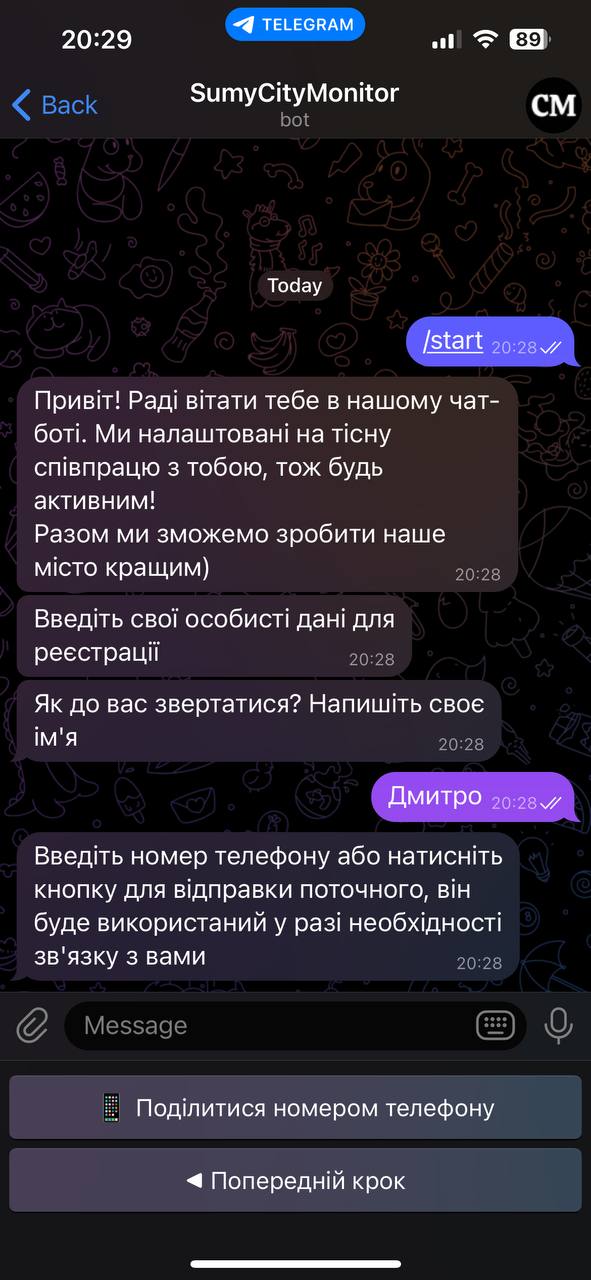 20:29
TELEGRAM
89
Back
SumyCityMonitor
bot
CM
Today
/start 20:28
Привіт! Раді вітати тебе в нашому чат-
боті. Ми налаштовані на тісну
співпрацю з тобою, тож будь
активним!
Разом ми зможемо зробити наше
місто кращим)
20:28
Введіть свої особисті дані для
реєстрації 20:28
Як до вас звертатися? Напишіть своє
ім'я 20:28
Дмитро 20:28
Введіть номер телефону або натисніть
кнопку для відправки поточного, він
буде використаний у разі необхідності
зв'язку з вами 20:28
Message
Поділитися номером телефону
Попередній крок